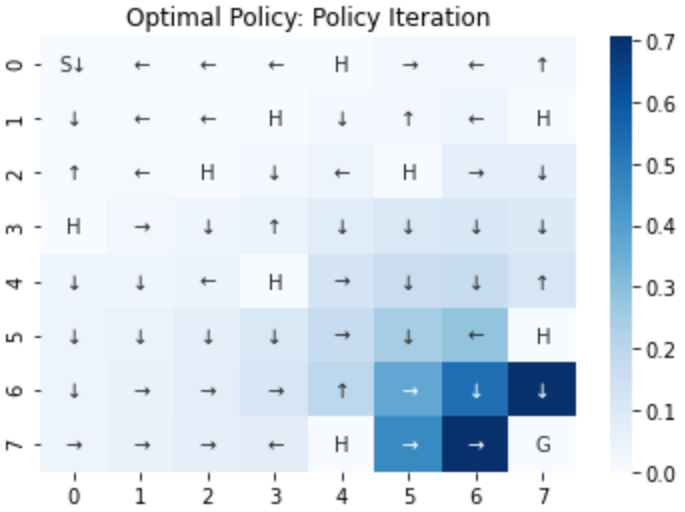 Optimal Policy: Policy Iteration
0 S↓ ← ← ← H → ← ↑
1 ↓ ← ← H ↓ ↑ ← H
2 ↑ ← H ↓ ← H → ↓
3 H → ↓ ↑ ↓ ↓ ↓ ↓
4 ↓ ↓ ← H → ↓ ↓ ↑
5 ↓ ↓ ↓ ↓ → ↓ ← H
6 ↓ → → → ↑ → ↓ ↓
7 → → → ← H → → G
0 1 2 3 4 5 6 7
0.7
0.6
0.5
0.4
0.3
0.2
0.1
0.0